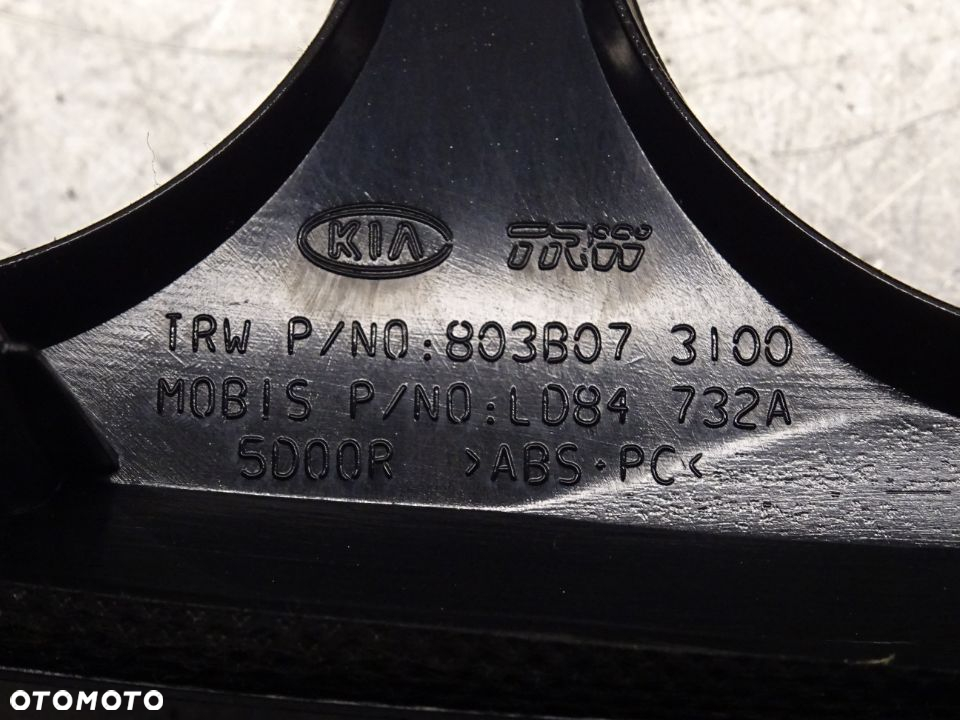 KIA TRW
TRW P/NO:803B07 3100
MOBIS P/NO:LD84 732A
5D00R >ABS·PC<
OTOMOTO